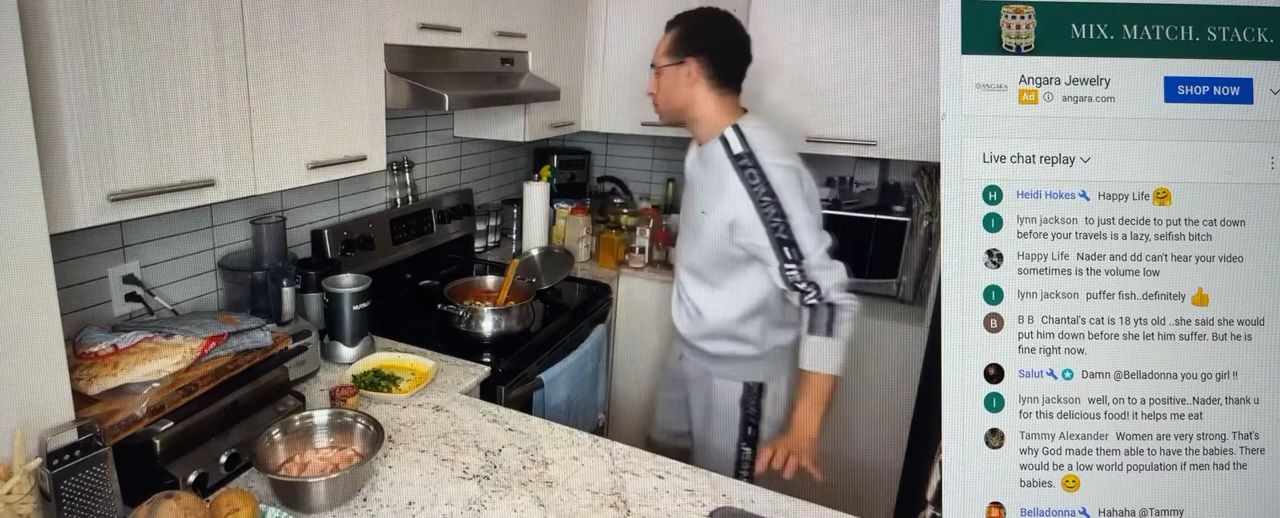 MIX. MATCH. STACK.
ANGARA
Angara Jewelry
Ad angara.com
SHOP NOW
Live chat replay
H Heidi Hokes Happy Life
l lynn jackson to just decide to put the cat down
before your travels is a lazy, selfish bitch
Happy Life Nader and dd can't hear your video
sometimes is the volume low
l lynn jackson puffer fish..definitely
B B B Chantal's cat is 18 yts old ..she said she would
put him down before she let him suffer. But he is
fine right now.
Salut Damn @Belladonna you go girl !!
l lynn jackson well, on to a positive..Nader, thank u
for this delicious food! it helps me eat
Tammy Alexander Women are very strong. That's
why God made them able to have the babies. There
would be a low world population if men had the
babies.
Belladonna Hahaha @Tammy
TOMMY